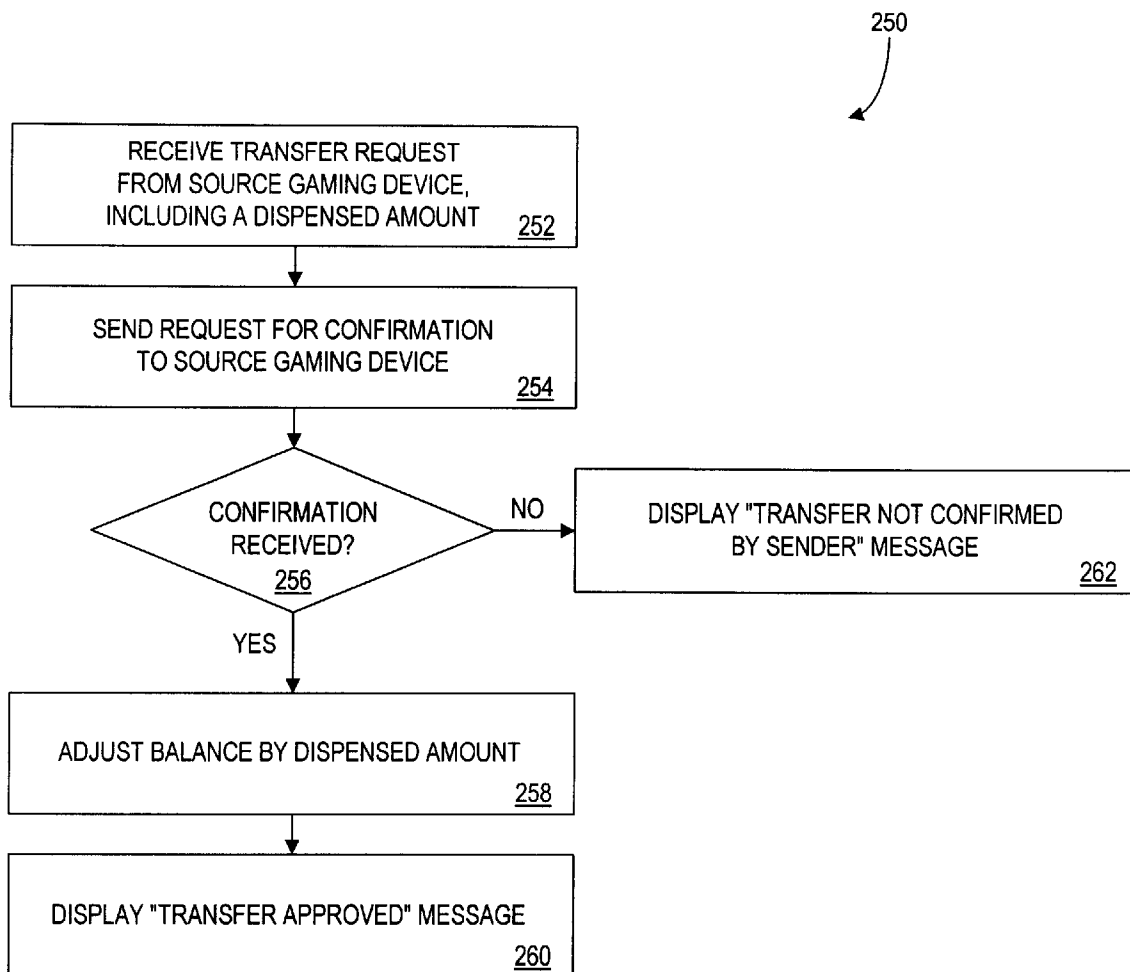 250
RECEIVE TRANSFER REQUEST
FROM SOURCE GAMING DEVICE,
INCLUDING A DISPENSED AMOUNT
252
SEND REQUEST FOR CONFIRMATION
TO SOURCE GAMING DEVICE
254
CONFIRMATION
RECEIVED?
256
NO
DISPLAY "TRANSFER NOT CONFIRMED
BY SENDER" MESSAGE
262
YES
ADJUST BALANCE BY DISPENSED AMOUNT
258
DISPLAY "TRANSFER APPROVED" MESSAGE
260